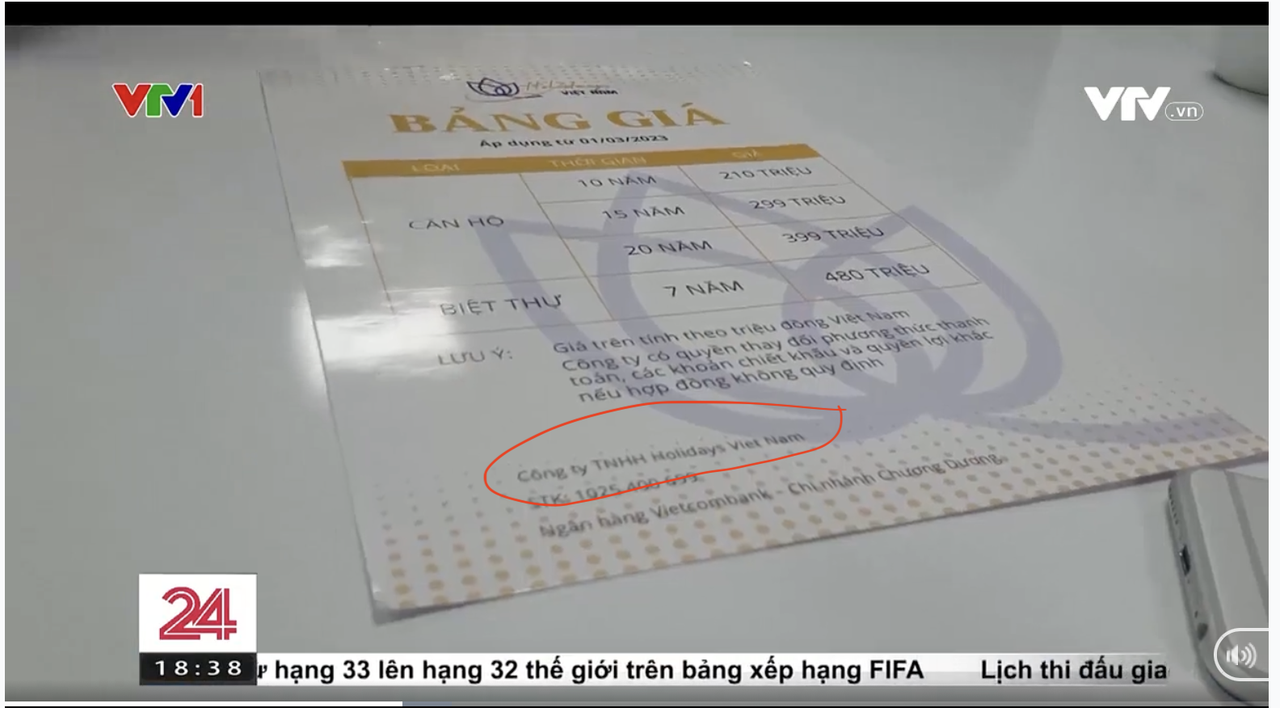 VTV1
VTV.vn
Holidays
VIỆT NAM
BẢNG GIÁ
Áp dụng từ 01/03/2023
LOẠI THỜI GIAN GIÁ
CĂN HỘ
10 NĂM 210 TRIỆU
15 NĂM 299 TRIỆU
20 NĂM 399 TRIỆU
BIỆT THỰ 7 NĂM 480 TRIỆU
LƯU Ý: Giá trên tính theo triệu đồng Việt Nam
Công ty có quyền thay đổi phương thức thanh
toán, các khoản chiết khấu và quyền lợi khác
nếu hợp đồng không quy định
Công ty TNHH Holidays Viet Nam
STK: 1925 499 699
Ngân hàng Vietcombank - Chi nhánh Chương Dương
24
18:38
ư hạng 33 lên hạng 32 thế giới trên bảng xếp hạng FIFA Lịch thi đấu gia